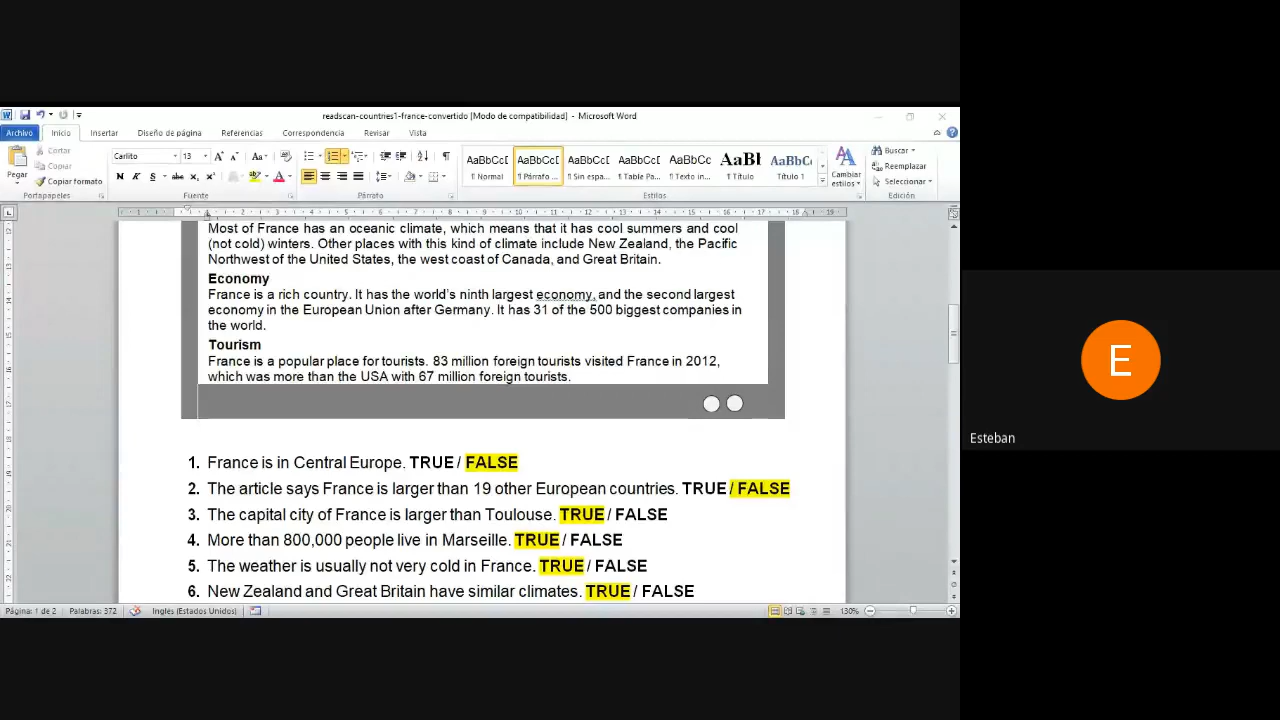 readscan-countries1-france-convertido [Modo de compatibilidad] - Microsoft Word
Archivo Inicio Insertar Diseño de página Referencias Correspondencia Revisar Vista
Cortar
Copiar
Copiar formato
Pegar
Portapapeles
Carlito 13
N K S abc x₂ x²
Fuente
Párrafo
AaBbCcD AaBbCcD AaBbCcD AaBbCcD AaBbCc AaBbI AaBbC
¶ Normal ¶ Párrafo ... ¶ Sin espa... ¶ Table Pa... ¶ Texto in... ¶ Título ¶ Título 1
Estilos
Cambiar estilos
Buscar
Reemplazar
Seleccionar
Edición
Most of France has an oceanic climate, which means that it has cool summers and cool
(not cold) winters. Other places with this kind of climate include New Zealand, the Pacific
Northwest of the United States, the west coast of Canada, and Great Britain.
Economy
France is a rich country. It has the world's ninth largest economy, and the second largest
economy in the European Union after Germany. It has 31 of the 500 biggest companies in
the world.
Tourism
France is a popular place for tourists. 83 million foreign tourists visited France in 2012,
which was more than the USA with 67 million foreign tourists.
1. France is in Central Europe. TRUE / FALSE
2. The article says France is larger than 19 other European countries. TRUE / FALSE
3. The capital city of France is larger than Toulouse. TRUE / FALSE
4. More than 800,000 people live in Marseille. TRUE / FALSE
5. The weather is usually not very cold in France. TRUE / FALSE
6. New Zealand and Great Britain have similar climates. TRUE / FALSE
Página: 1 de 2 Palabras: 372 Inglés (Estados Unidos) 130%
E
Esteban